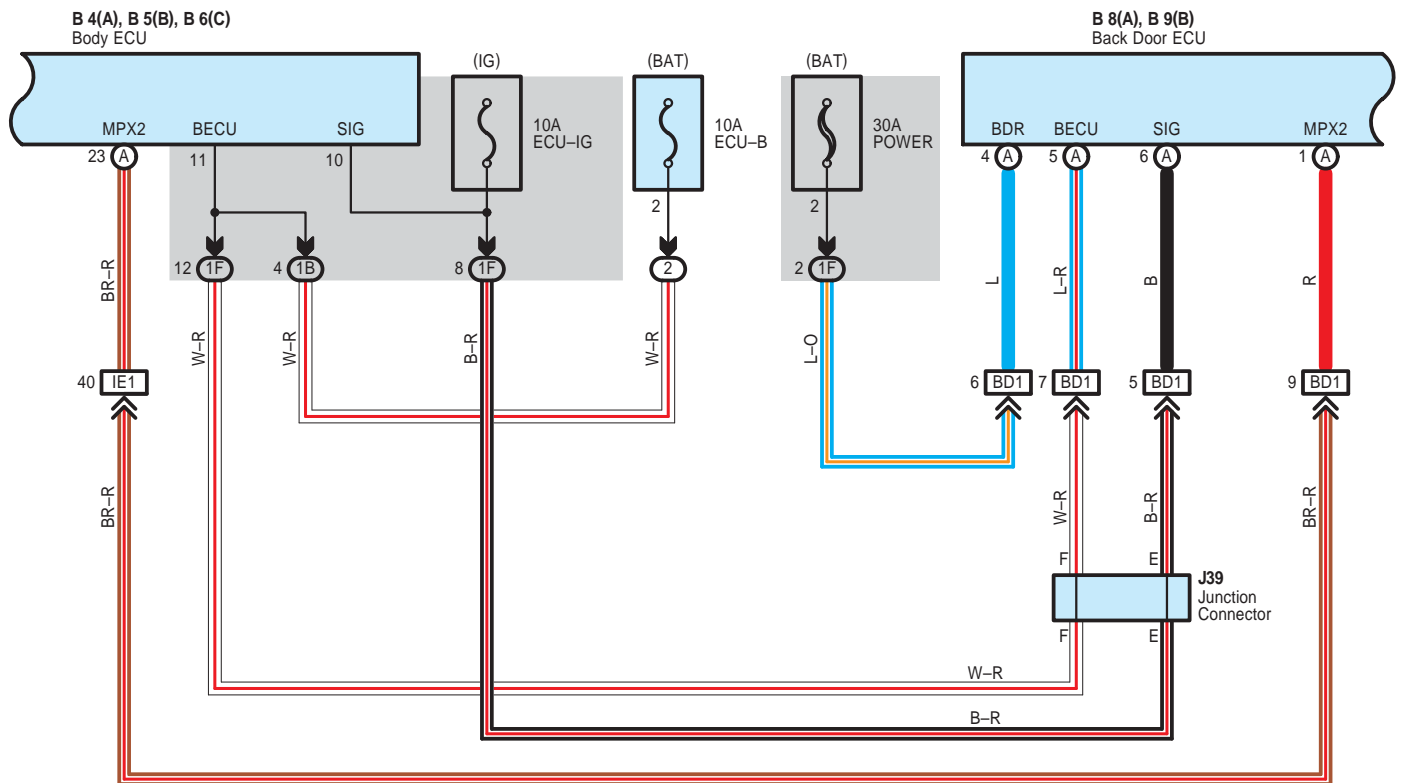 B 4(A), B 5(B), B 6(C)
Body ECU
B 8(A), B 9(B)
Back Door ECU
(IG)
(BAT)
(BAT)
10A
ECU–IG
10A
ECU–B
30A
POWER
MPX2
BECU
SIG
BDR
BECU
SIG
MPX2
23
A
11
10
4
A
5
A
6
A
1
A
2
2
12
1F
4
1B
8
1F
2
2
1F
BR–R
W–R
W–R
B–R
W–R
L–O
L
L–R
B
R
40
IE1
6
BD1
7
BD1
5
BD1
9
BD1
BR–R
W–R
B–R
BR–R
F
E
J39
Junction
Connector
F
E
W–R
B–R